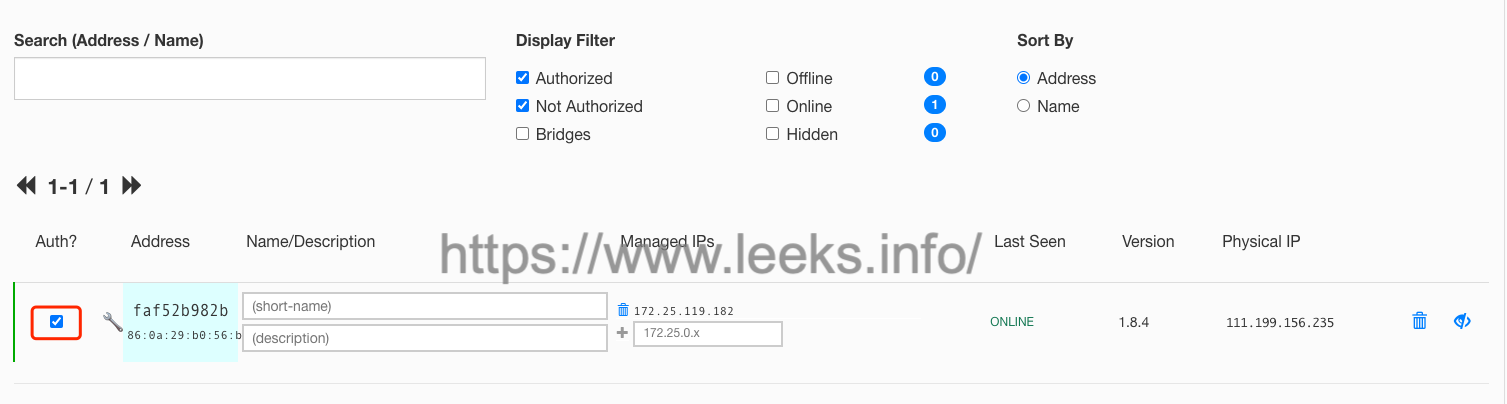 Search (Address / Name)
Display Filter
Sort By
Authorized
Offline
0
Address
Not Authorized
Online
1
Name
Bridges
Hidden
0
1-1 / 1
Auth?
Address
Name/Description
Managed IPs
Last Seen
Version
Physical IP
https://www.leeks.info/
faf52b982b
86:0a:29:b0:56:b
(short-name)
(description)
172.25.119.182
172.25.0.x
ONLINE
1.8.4
111.199.156.235